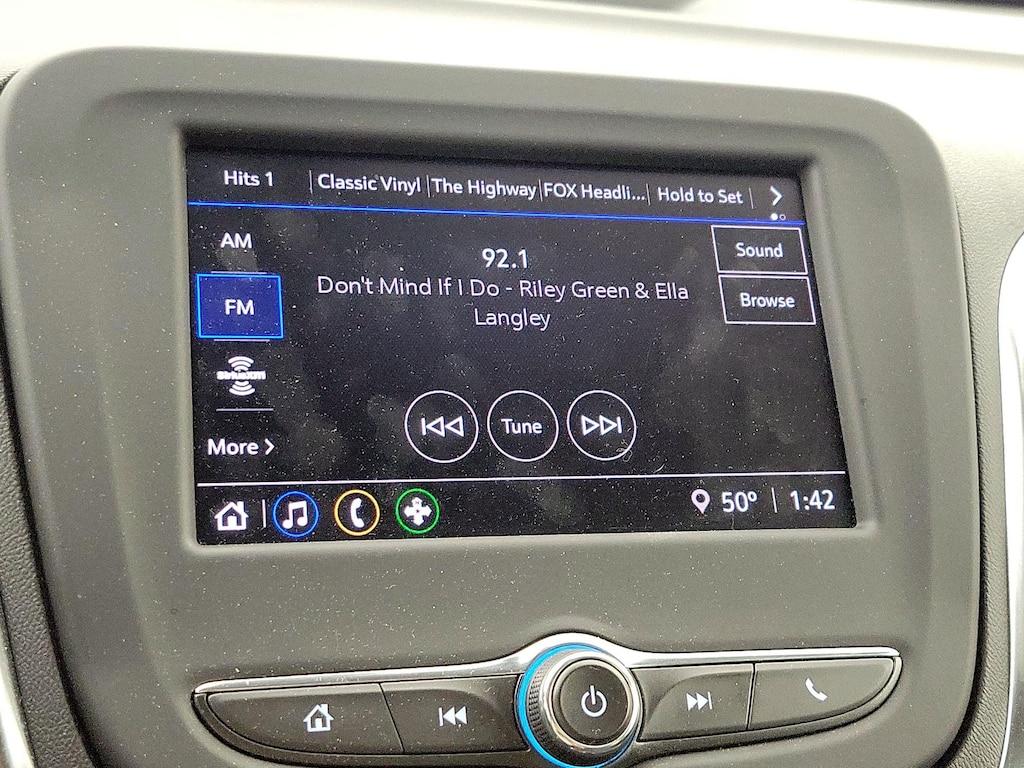 Hits 1 | Classic Vinyl | The Highway | FOX Headli... | Hold to Set
AM
Sound
92.1
FM
Don't Mind If I Do - Riley Green & Ella
Langley
Browse
SiriusXM
Tune
More
50° | 1:42